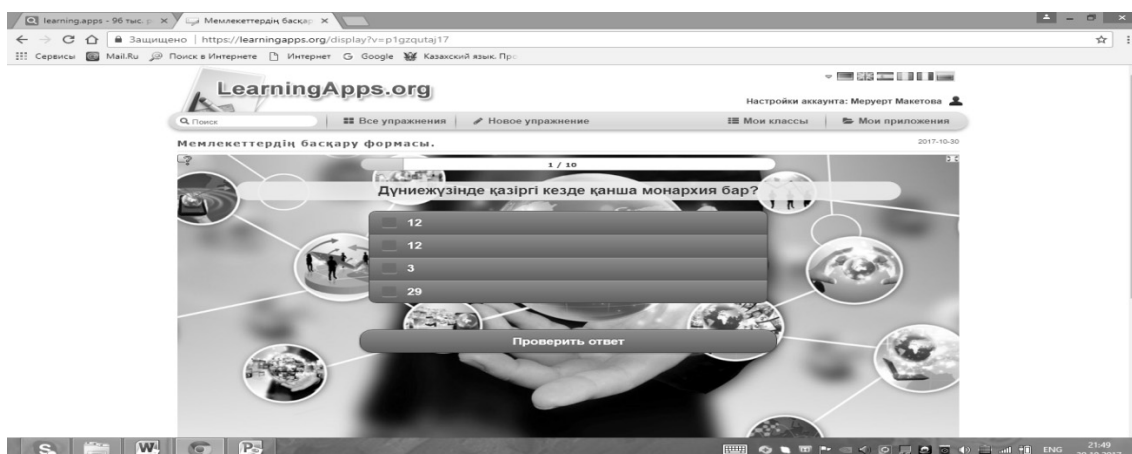 learning.apps - 96 тыс. р
Мемлекеттердің басқар
Защищено | https://learningapps.org/display?v=p1gzqutaj17
Сервисы Mail.Ru Поиск в Интернете Интернет G Google Казахский язык. Пр
LearningApps.org
Настройки аккаунта: Меруерт Макетова
Поиск Все упражнения Новое упражнение Мои классы Мои приложения
Мемлекеттердің басқару формасы. 2017-10-30
1 / 10
Дүниежүзінде қазіргі кезде қанша монархия бар?
12
12
3
29
Проверить ответ
ENG 21:49
30.10.2017